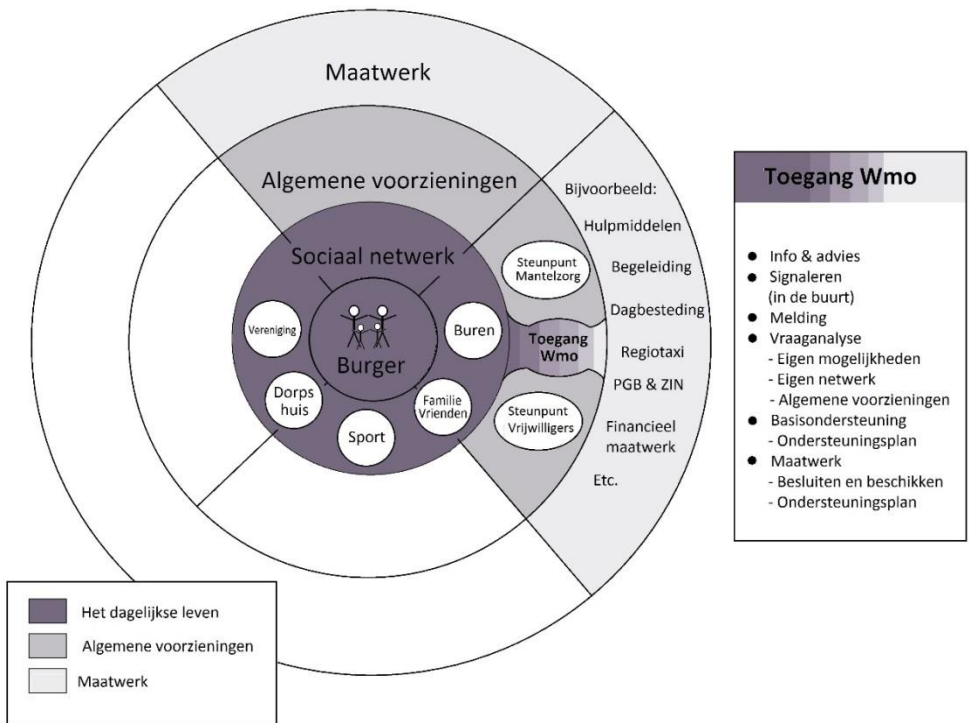 Maatwerk
Algemene voorzieningen
Sociaal netwerk
Burger
Vereniging
Dorps
huis
Sport
Familie
Vrienden
Buren
Steunpunt
Mantelzorg
Toegang
Wmo
Steunpunt
Vrijwilligers
Bijvoorbeeld:
Hulpmiddelen
Begeleiding
Dagbesteding
Regiotaxi
PGB & ZIN
Financieel
maatwerk
Etc.
Toegang Wmo
● Info & advies
● Signaleren
(in de buurt)
● Melding
● Vraaganalyse
- Eigen mogelijkheden
- Eigen netwerk
- Algemene voorzieningen
● Basisondersteuning
- Ondersteuningsplan
● Maatwerk
- Besluiten en beschikken
- Ondersteuningsplan
Het dagelijkse leven
Algemene voorzieningen
Maatwerk